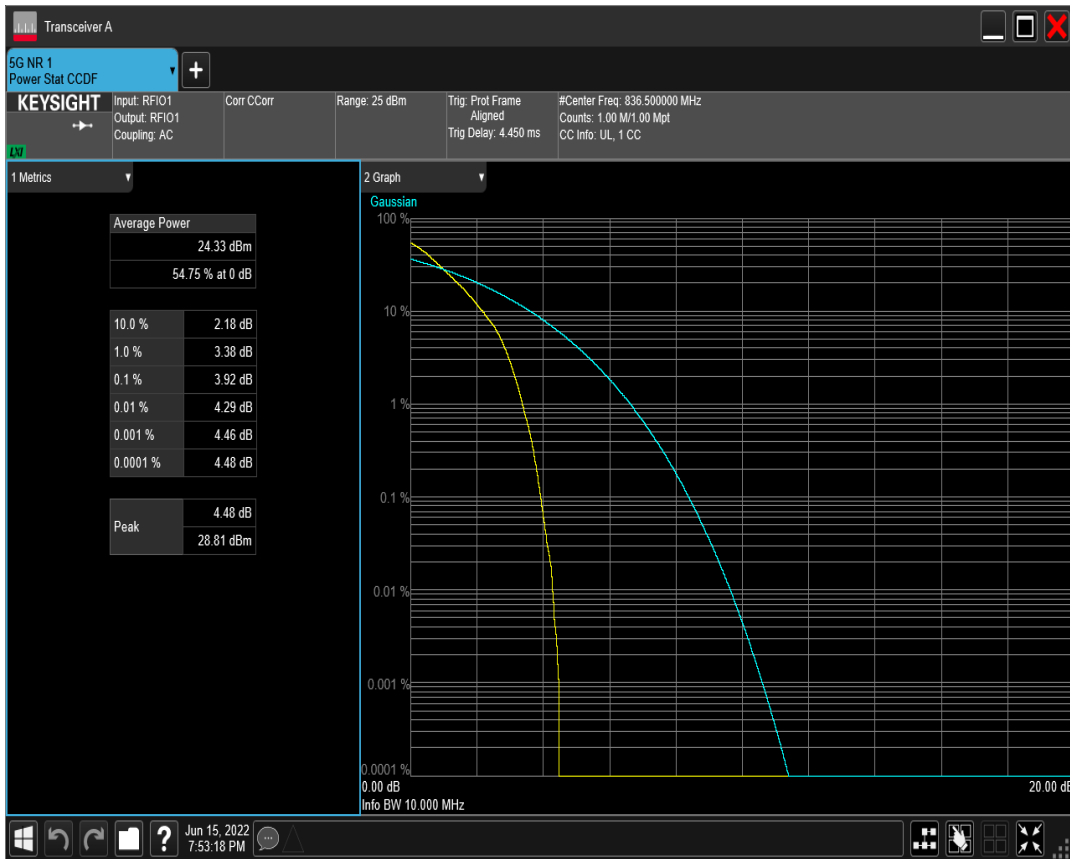 Transceiver A
5G NR 1
Power Stat CCDF
+
KEYSIGHT
LXI
Input: RFIO1
Output: RFIO1
Coupling: AC
Corr CCorr
Range: 25 dBm
Trig: Prot Frame
Aligned
Trig Delay: 4.450 ms
#Center Freq: 836.500000 MHz
Counts: 1.00 M/1.00 Mpt
CC Info: UL, 1 CC
1 Metrics
Average Power
24.33 dBm
54.75 % at 0 dB
10.0 % 2.18 dB
1.0 % 3.38 dB
0.1 % 3.92 dB
0.01 % 4.29 dB
0.001 % 4.46 dB
0.0001 % 4.48 dB
Peak
4.48 dB
28.81 dBm
2 Graph
Gaussian
100 %
10 %
1 %
0.1 %
0.01 %
0.001 %
0.0001 %
0.00 dB 20.00 dB
Info BW 10.000 MHz
?
Jun 15, 2022
7:53:18 PM